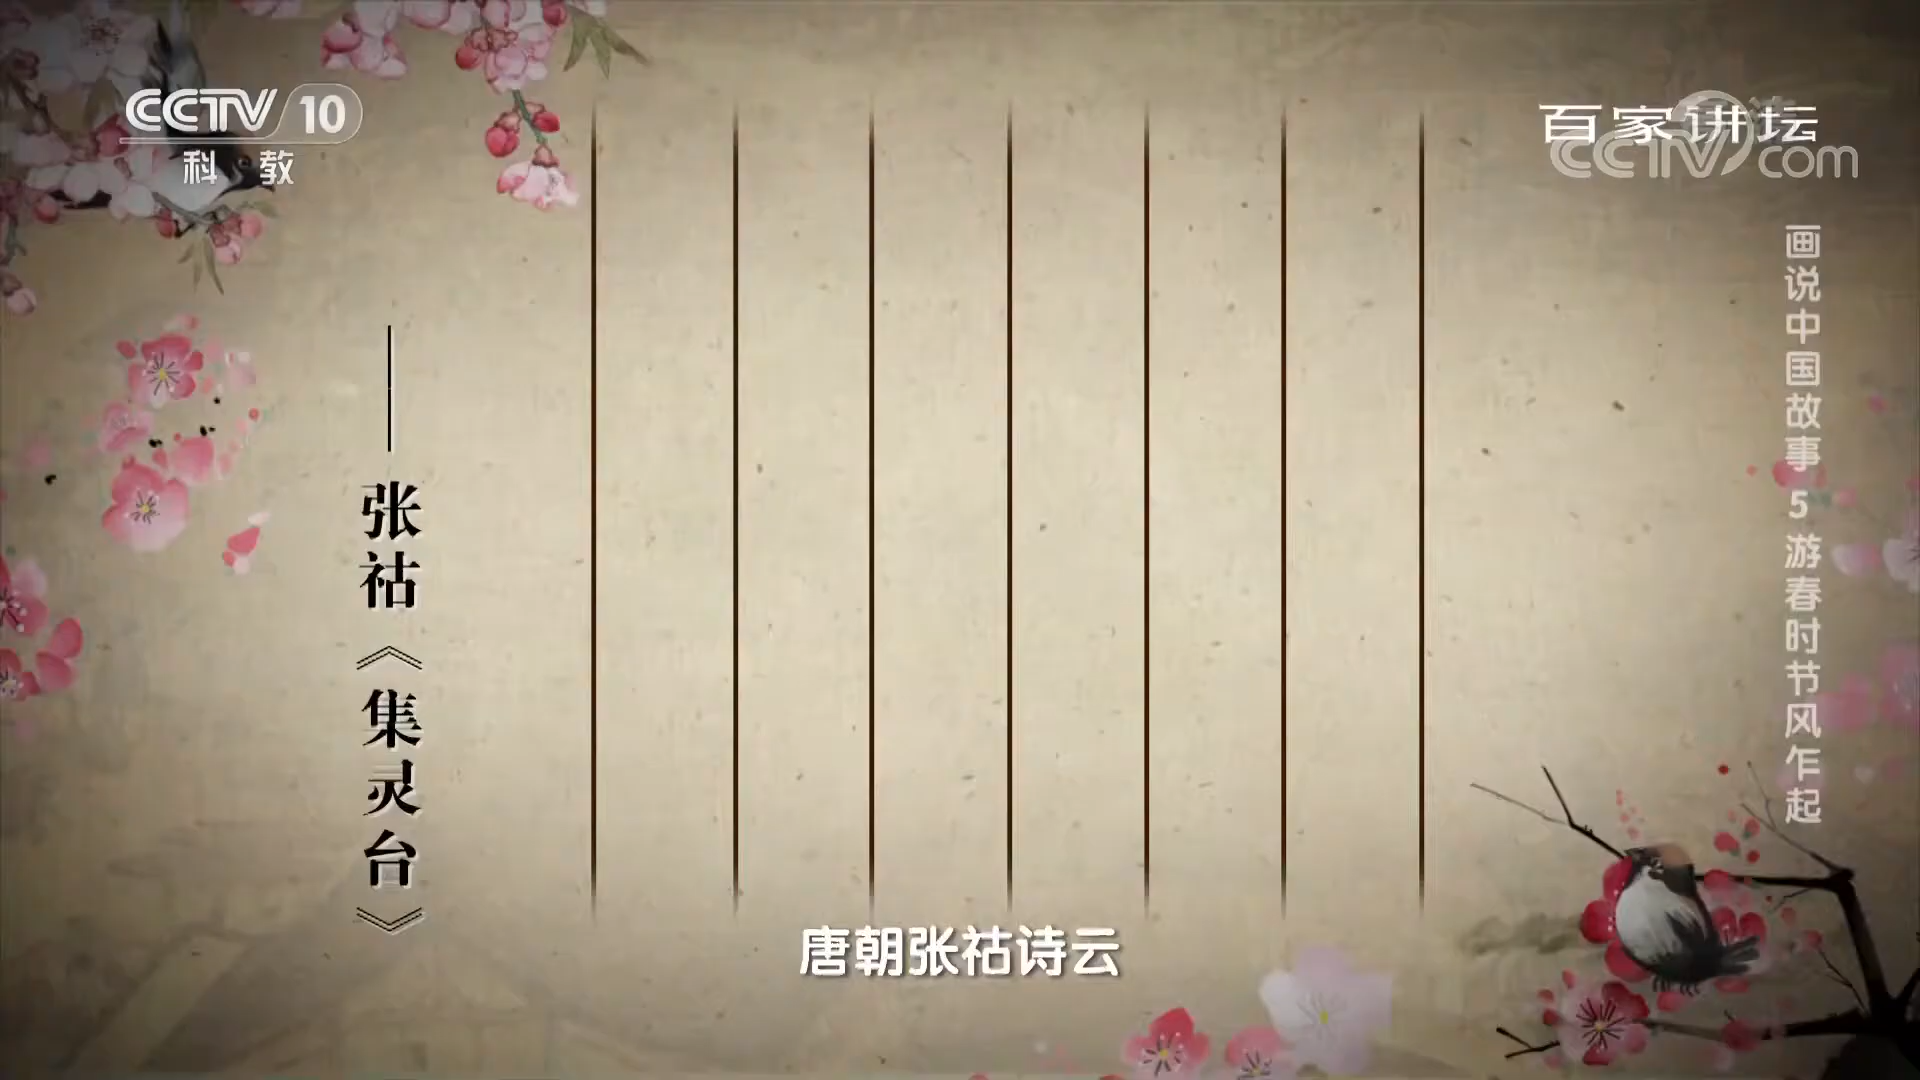 CCTV 10
科教
百家讲坛
CCTV.com
画说中国故事 5 游春时节风乍起
——张祜《集灵台》
唐朝张祜诗云